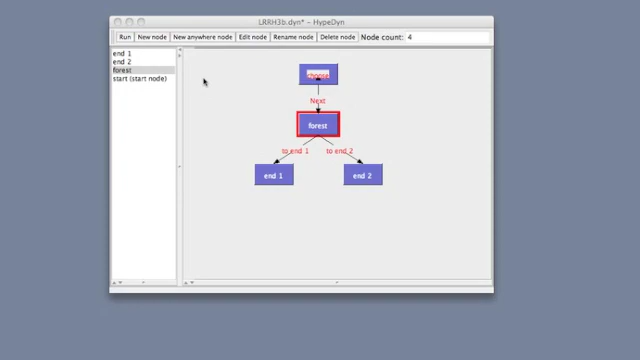 LRRH3b.dyn* – HypeDyn
Run New node New anywhere node Edit node Rename node Delete node Node count: 4
end 1
end 2
forest
start (start node)
choose
Next
forest
to end 1 to end 2
end 1 end 2